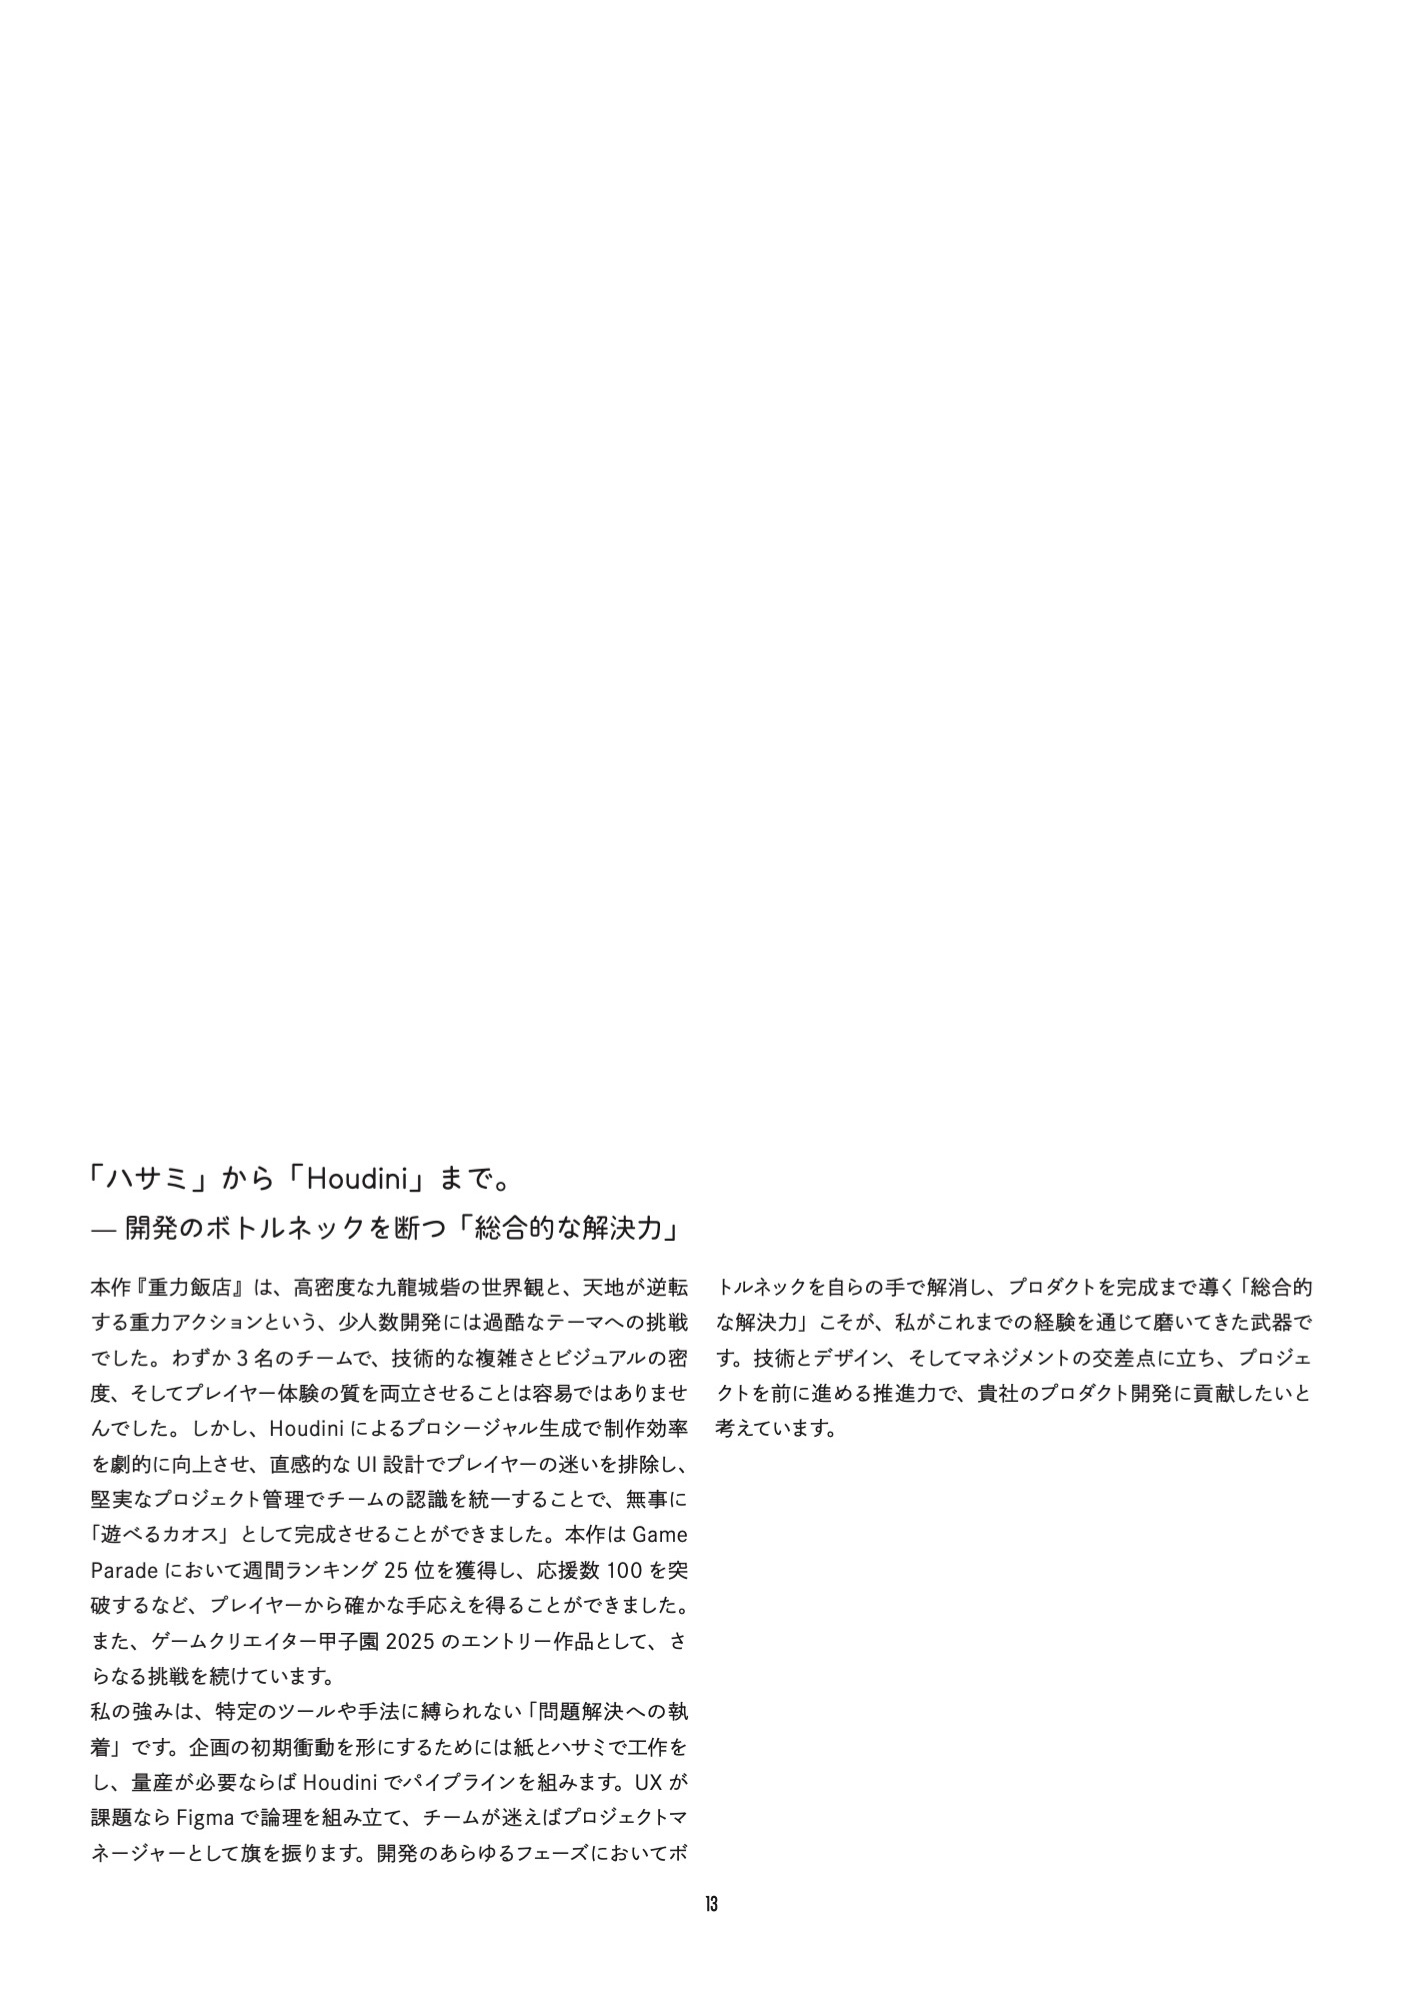 「ハサミ」から「Houdini」まで。
— 開発のボトルネックを断つ「総合的な解決力」
本作『重力飯店』は、高密度な九龍城砦の世界観と、天地が逆転
する重力アクションという、少人数開発には過酷なテーマへの挑戦
でした。わずか 3 名のチームで、技術的な複雑さとビジュアルの密
度、そしてプレイヤー体験の質を両立させることは容易ではありませ
んでした。しかし、Houdini によるプロシージャル生成で制作効率
を劇的に向上させ、直感的な UI 設計でプレイヤーの迷いを排除し、
堅実なプロジェクト管理でチームの認識を統一することで、無事に
「遊べるカオス」として完成させることができました。本作は Game
Parade において週間ランキング 25 位を獲得し、応援数 100 を突
破するなど、プレイヤーから確かな手応えを得ることができました。
また、ゲームクリエイター甲子園 2025 のエントリー作品として、さ
らなる挑戦を続けています。
私の強みは、特定のツールや手法に縛られない「問題解決への執
着」です。企画の初期衝動を形にするためには紙とハサミで工作を
し、量産が必要ならば Houdini でパイプラインを組みます。UX が
課題なら Figma で論理を組み立て、チームが迷えばプロジェクトマ
ネージャーとして旗を振ります。開発のあらゆるフェーズにおいてボ
トルネックを自らの手で解消し、プロダクトを完成まで導く「総合的
な解決力」こそが、私がこれまでの経験を通じて磨いてきた武器で
す。技術とデザイン、そしてマネジメントの交差点に立ち、プロジェ
クトを前に進める推進力で、貴社のプロダクト開発に貢献したいと
考えています。
13